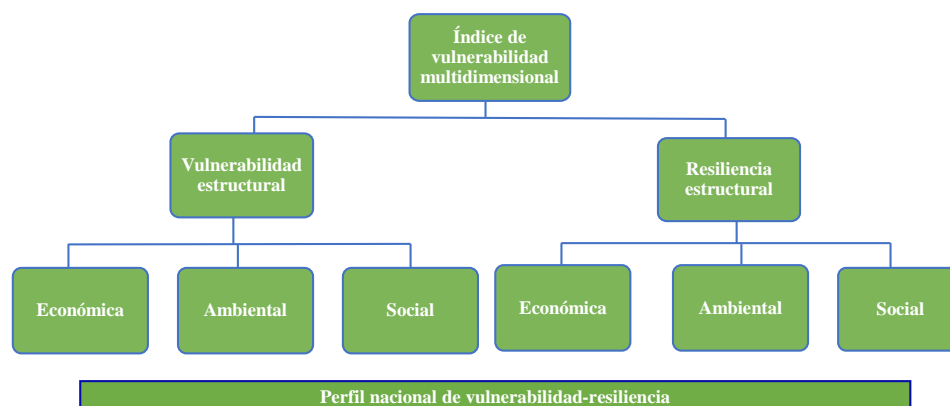 Índice de
vulnerabilidad
multidimensional
Vulnerabilidad
estructural
Resiliencia
estructural
Económica
Ambiental
Social
Económica
Ambiental
Social
Perfil nacional de vulnerabilidad-resiliencia